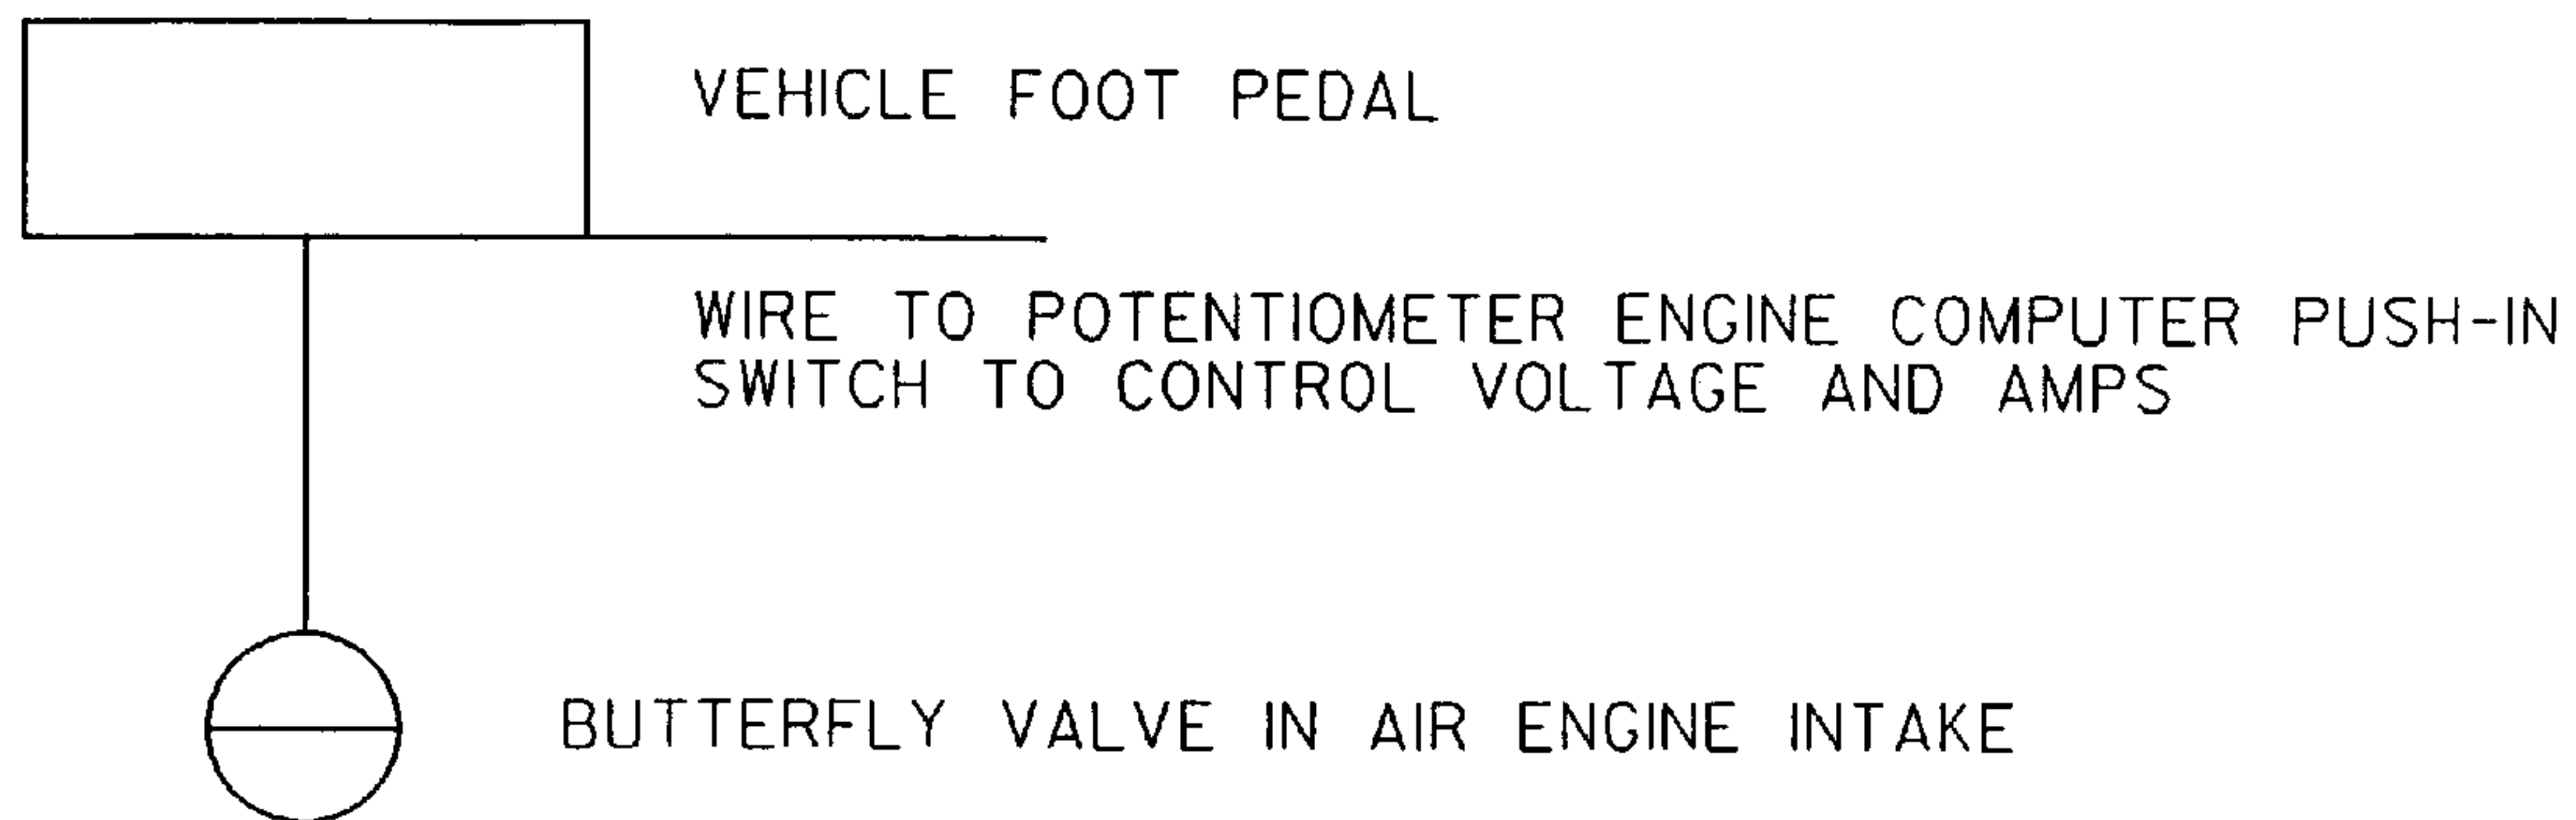 VEHICLE FOOT PEDAL
WIRE TO POTENTIOMETER ENGINE COMPUTER PUSH-IN
SWITCH TO CONTROL VOLTAGE AND AMPS
BUTTERFLY VALVE IN AIR ENGINE INTAKE